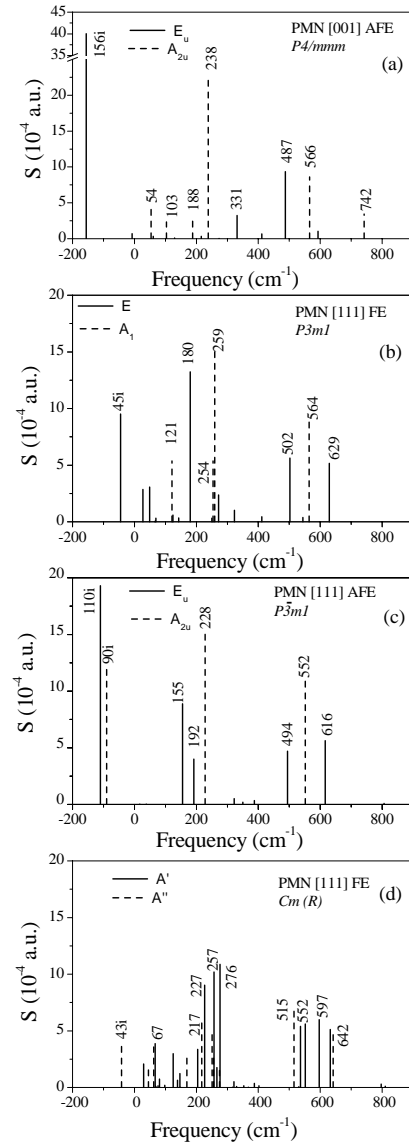 45
40
35
15
10
5
0
S (10⁻⁴ a.u.)
E_u
A_2u
PMN [001] AFE
P4/mmm
(a)
156i
54
103
188
238
331
487
566
742
-200 0 200 400 600 800
Frequency (cm⁻¹)
20
15
10
5
0
S (10⁻⁴ a.u.)
E
A_1
PMN [111] FE
P3m1
(b)
45i
121
180
254
259
502
564
629
-200 0 200 400 600 800
Frequency (cm⁻¹)
20
15
10
5
0
S (10⁻⁴ a.u.)
E_u
A_2u
PMN [111] AFE
P3̄m1
(c)
110i
90i
155
192
228
494
552
616
-200 0 200 400 600 800
Frequency (cm⁻¹)
20
15
10
5
0
S (10⁻⁴ a.u.)
A'
A''
PMN [111] FE
Cm (R)
(d)
43i
67
217
227
257
276
515
552
597
642
-200 0 200 400 600 800
Frequency (cm⁻¹)